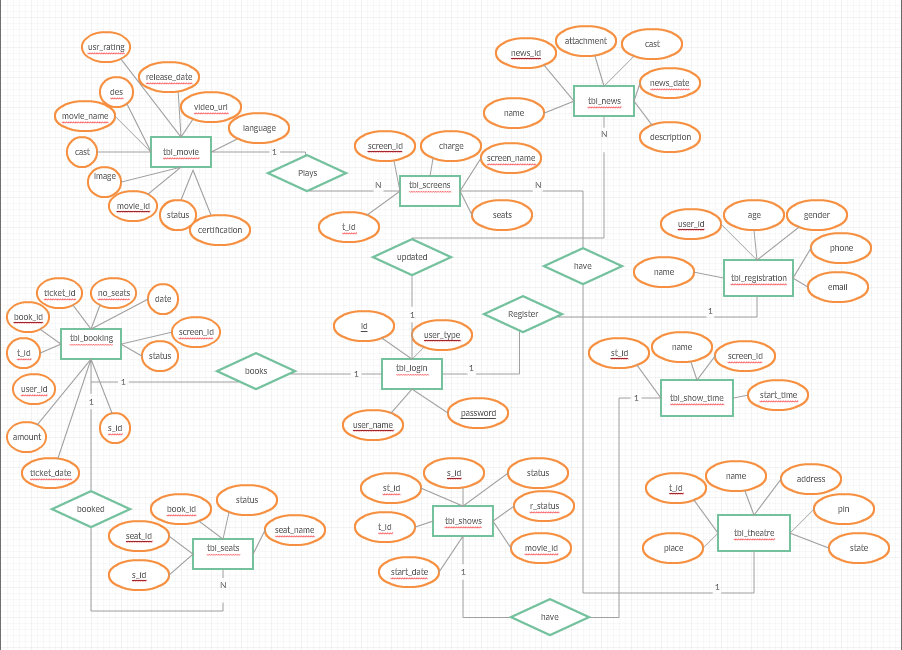 usr_rating
release_date
des
video_url
movie_name
language
cast
tbl_movie
1
image
movie_id
status
certification
Plays
N
screen_id
charge
screen_name
tbl_screens
N
seats
t_id
news_id
attachment
cast
news_date
name
tbl_news
description
N
updated
have
user_id
age
gender
phone
name
tbl_registration
email
1
Register
ticket_id
no_seats
date
book_id
tbl_booking
screen_id
t_id
status
user_id
1
1
amount
s_id
ticket_date
books
1
id
1
user_type
tbl_login
1
user_name
password
st_id
name
screen_id
1
tbl_show_time
start_time
booked
book_id
status
seat_id
seat_name
tbl_seats
s_id
N
s_id
status
st_id
r_status
t_id
tbl_shows
movie_id
start_date
1
have
t_id
name
address
pin
tbl_theatre
place
state
1